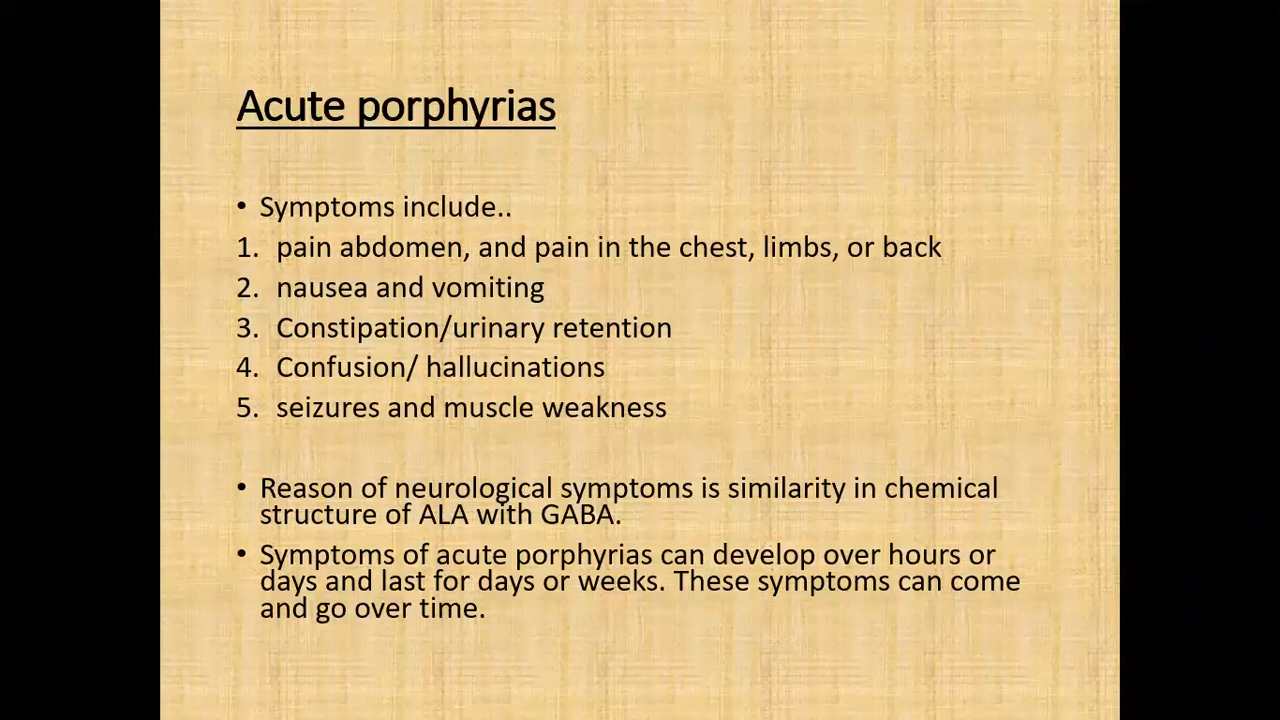 Acute porphyrias
• Symptoms include..
1. pain abdomen, and pain in the chest, limbs, or back
2. nausea and vomiting
3. Constipation/urinary retention
4. Confusion/ hallucinations
5. seizures and muscle weakness
• Reason of neurological symptoms is similarity in chemical
structure of ALA with GABA.
• Symptoms of acute porphyrias can develop over hours or
days and last for days or weeks. These symptoms can come
and go over time.